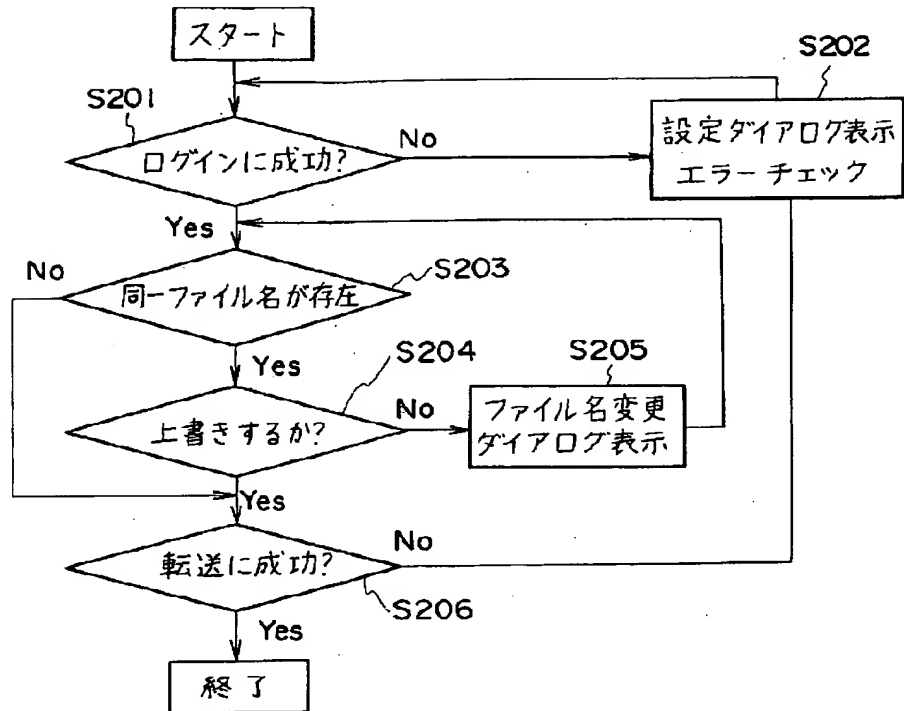 スタート
S202
S201
No
設定ダイアログ表示
エラーチェック
ログインに成功?
Yes
No
S203
同一ファイル名が存在
Yes
S204
S205
No
ファイル名変更
ダイアログ表示
上書きするか?
Yes
No
転送に成功?
S206
Yes
終了